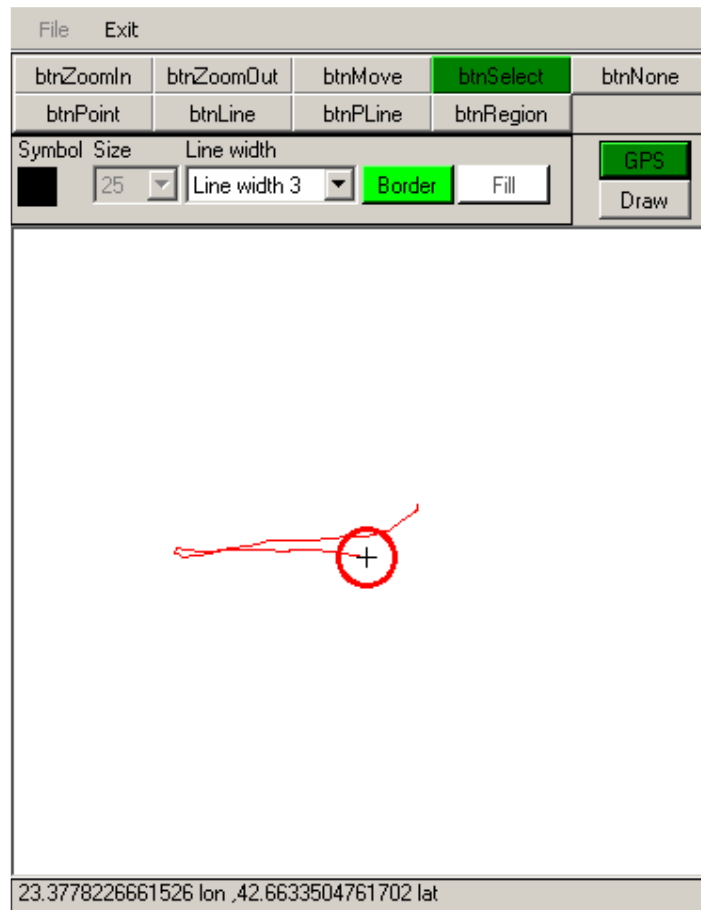 File Exit
btnZoomIn btnZoomOut btnMove btnSelect btnNone
btnPoint btnLine btnPLine btnRegion
Symbol Size Line width
25 Line width 3 Border Fill
GPS
Draw
23.3778226661526 lon ,42.6633504761702 lat